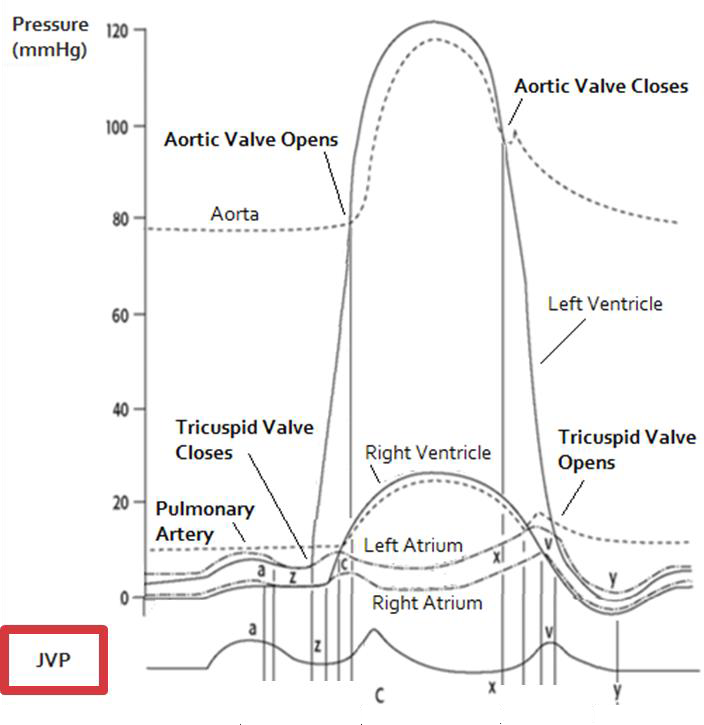 Pressure
(mmHg)
120
Aortic Valve Closes
100
Aortic Valve Opens
Aorta
80
Left Ventricle
60
40
Tricuspid Valve
Closes
Tricuspid Valve
Opens
Right Ventricle
20
Pulmonary
Artery
Left Atrium
v
x
a
z
c
y
0
Right Atrium
a
v
z
JVP
C
x
y